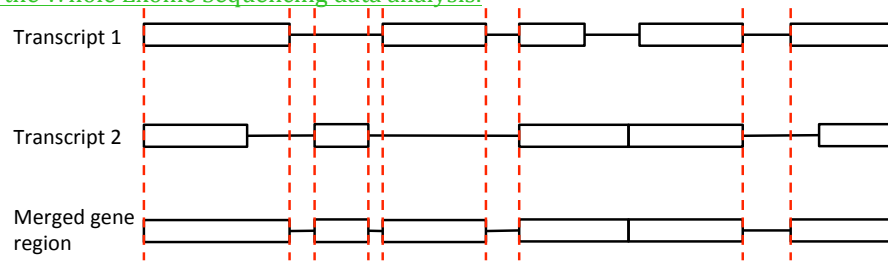 the Whole Exome Sequencing data analysis.
Transcript 1
Transcript 2
Merged gene
region